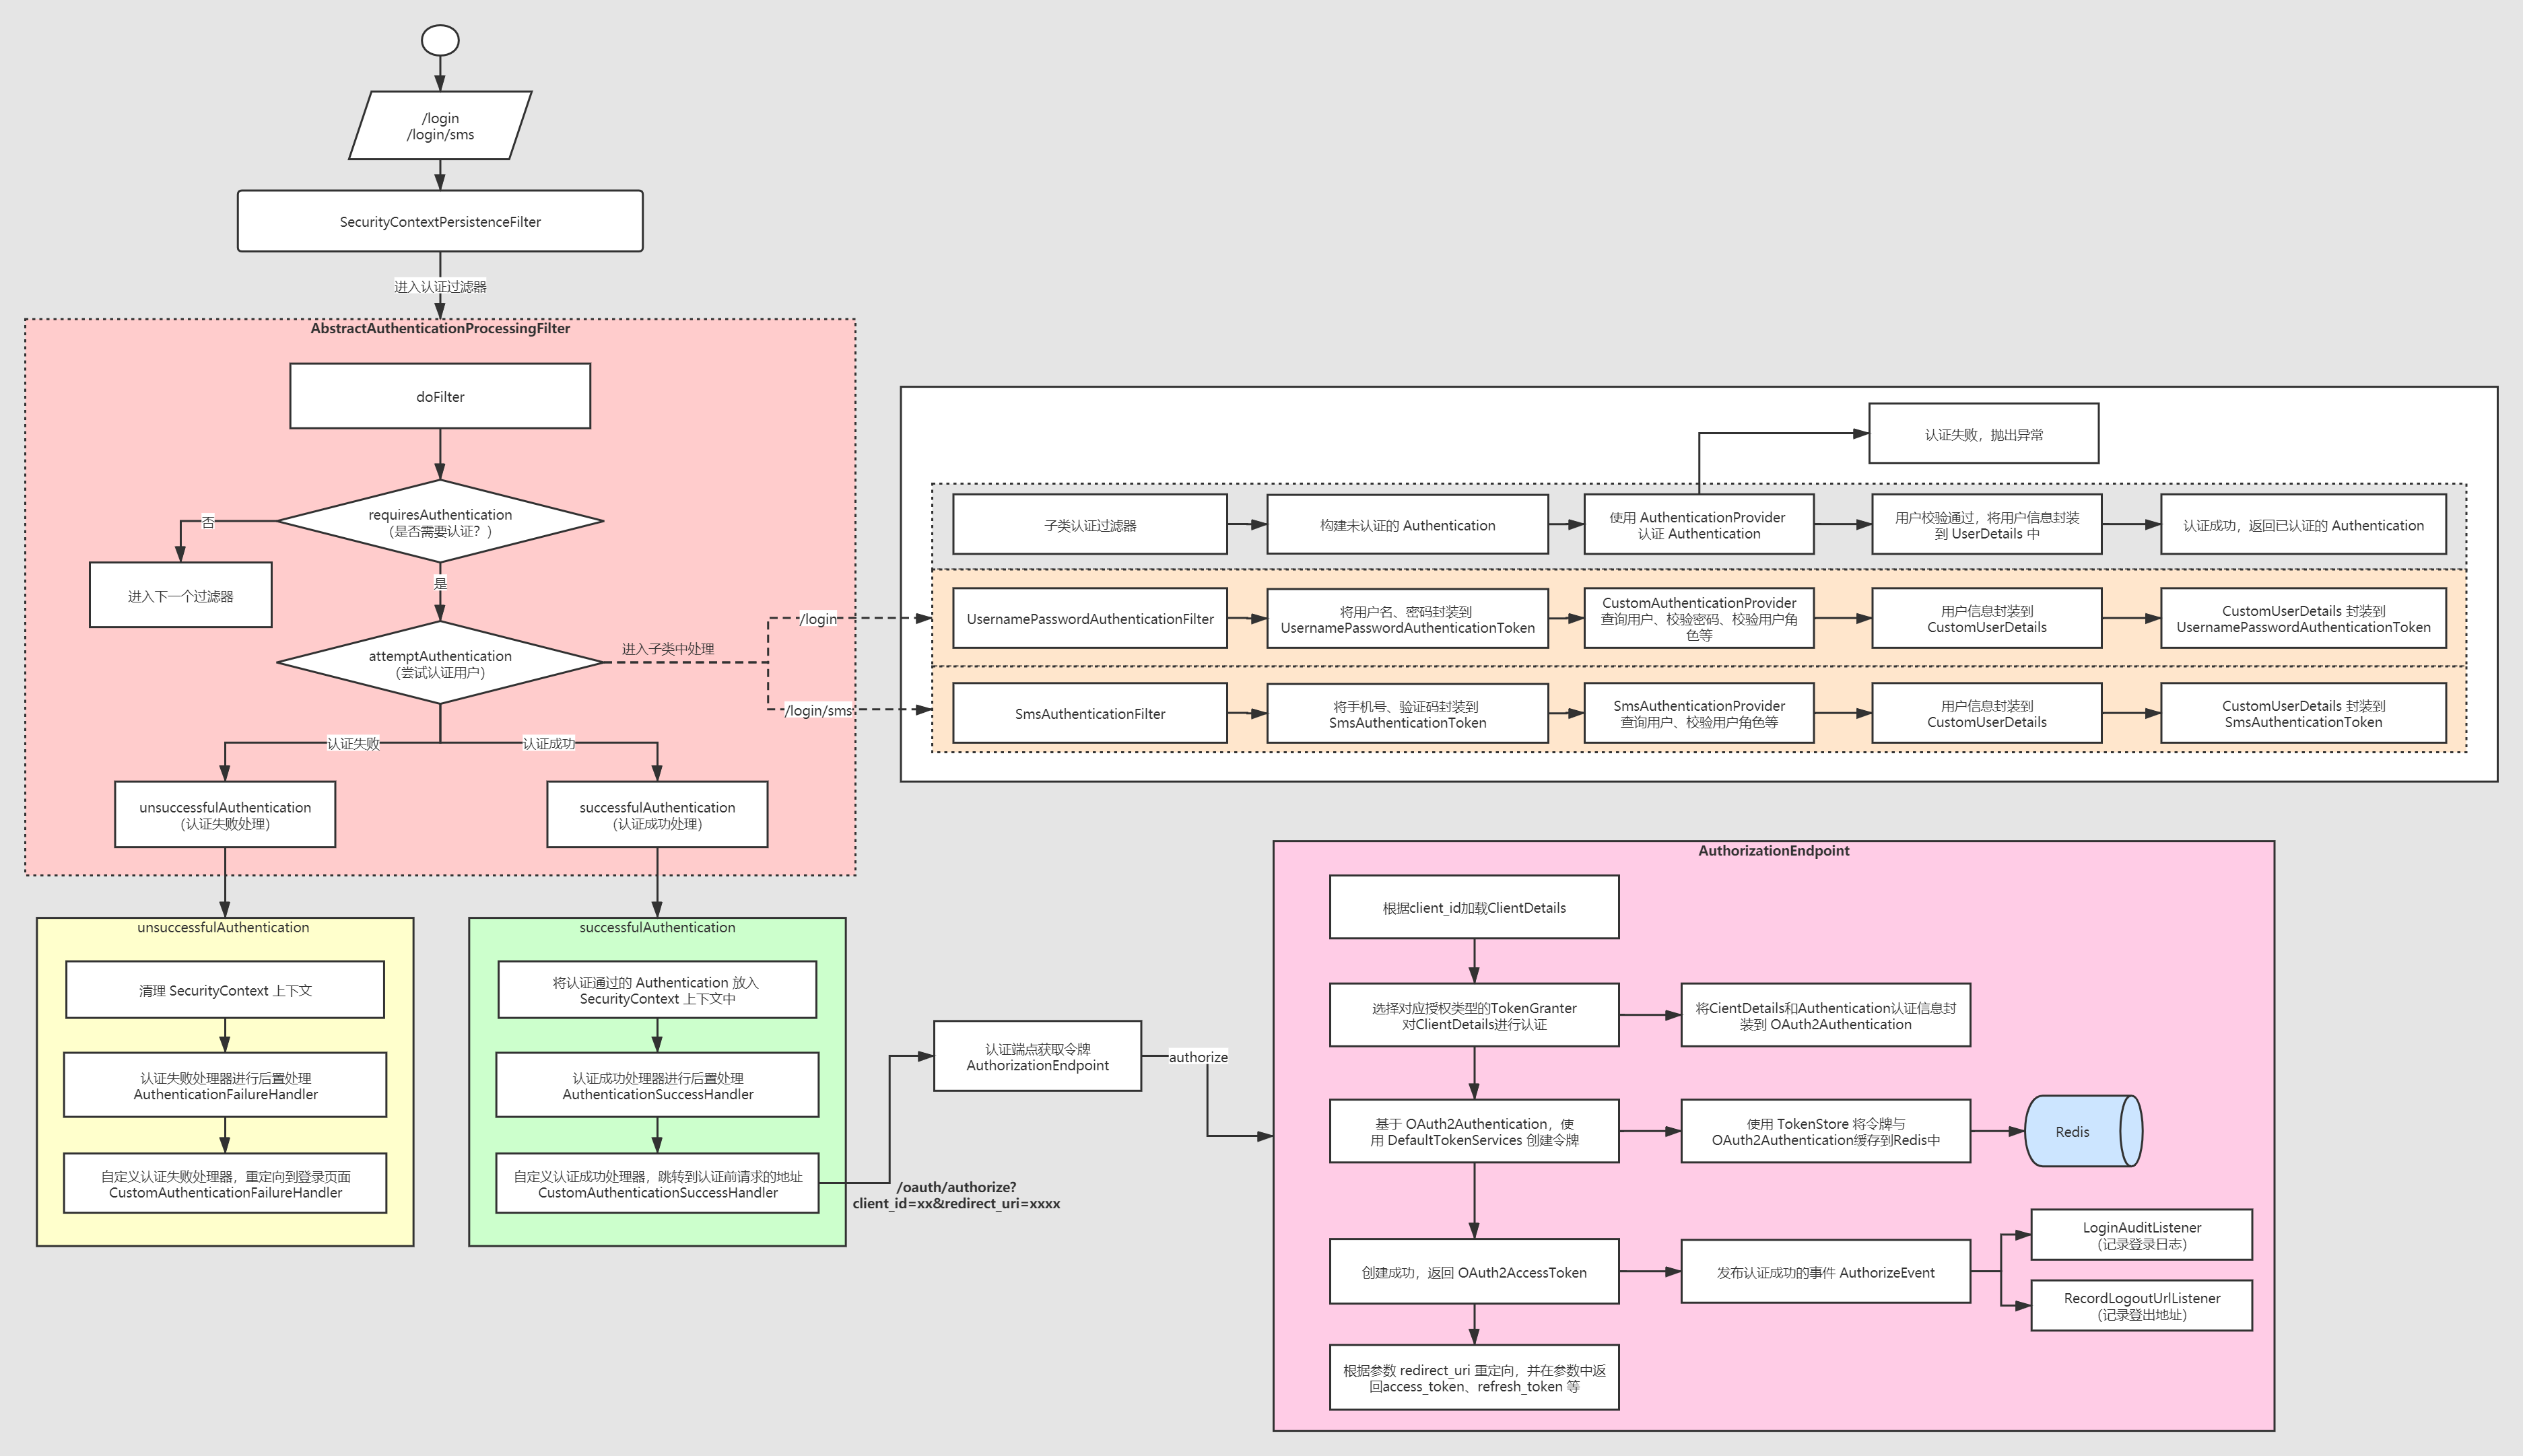 /login
/login/sms
SecurityContextPersistenceFilter
进入认证过滤器
AbstractAuthenticationProcessingFilter
doFilter
requiresAuthentication
（是否需要认证？）
否
进入下一个过滤器
是
attemptAuthentication
（尝试认证用户）
进入子类中处理
/login
/login/sms
认证失败
认证成功
unsuccessfulAuthentication
（认证失败处理）
successfulAuthentication
（认证成功处理）
认证失败，抛出异常
子类认证过滤器
构建未认证的 Authentication
使用 AuthenticationProvider
认证 Authentication
用户校验通过，将用户信息封装
到 UserDetails 中
认证成功，返回已认证的 Authentication
UsernamePasswordAuthenticationFilter
将用户名、密码封装到
UsernamePasswordAuthenticationToken
CustomAuthenticationProvider
查询用户、校验密码、校验用户角
色等
用户信息封装到
CustomUserDetails
CustomUserDetails 封装到
UsernamePasswordAuthenticationToken
SmsAuthenticationFilter
将手机号、验证码封装到
SmsAuthenticationToken
SmsAuthenticationProvider
查询用户、校验用户角色等
用户信息封装到
CustomUserDetails
CustomUserDetails 封装到
SmsAuthenticationToken
unsuccessfulAuthentication
清理 SecurityContext 上下文
认证失败处理器进行后置处理
AuthenticationFailureHandler
自定义认证失败处理器，重定向到登录页面
CustomAuthenticationFailureHandler
successfulAuthentication
将认证通过的 Authentication 放入
SecurityContext 上下文中
认证成功处理器进行后置处理
AuthenticationSuccessHandler
自定义认证成功处理器，跳转到认证前请求的地址
CustomAuthenticationSuccessHandler
/oauth/authorize?
client_id=xx&redirect_uri=xxxx
认证端点获取令牌
AuthorizationEndpoint
authorize
AuthorizationEndpoint
根据client_id加载ClientDetails
选择对应授权类型的TokenGranter
对ClientDetails进行认证
将CientDetails和Authentication认证信息封
装到 OAuth2Authentication
基于 OAuth2Authentication，使
用 DefaultTokenServices 创建令牌
使用 TokenStore 将令牌与
OAuth2Authentication缓存到Redis中
Redis
创建成功，返回 OAuth2AccessToken
发布认证成功的事件 AuthorizeEvent
LoginAuditListener
（记录登录日志）
RecordLogoutUrlListener
（记录登出地址）
根据参数 redirect_uri 重定向，并在参数中返
回access_token、refresh_token 等